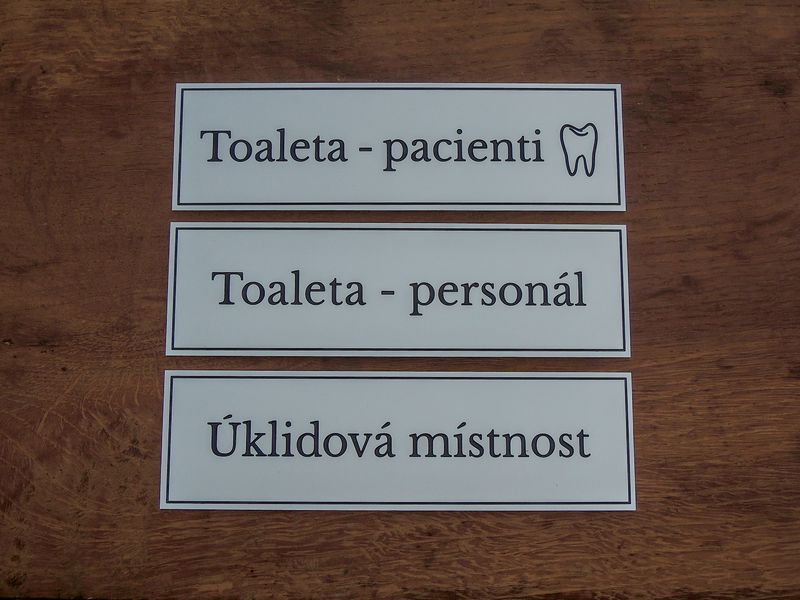 Toaleta - pacienti
Toaleta - personál
Úklidová místnost